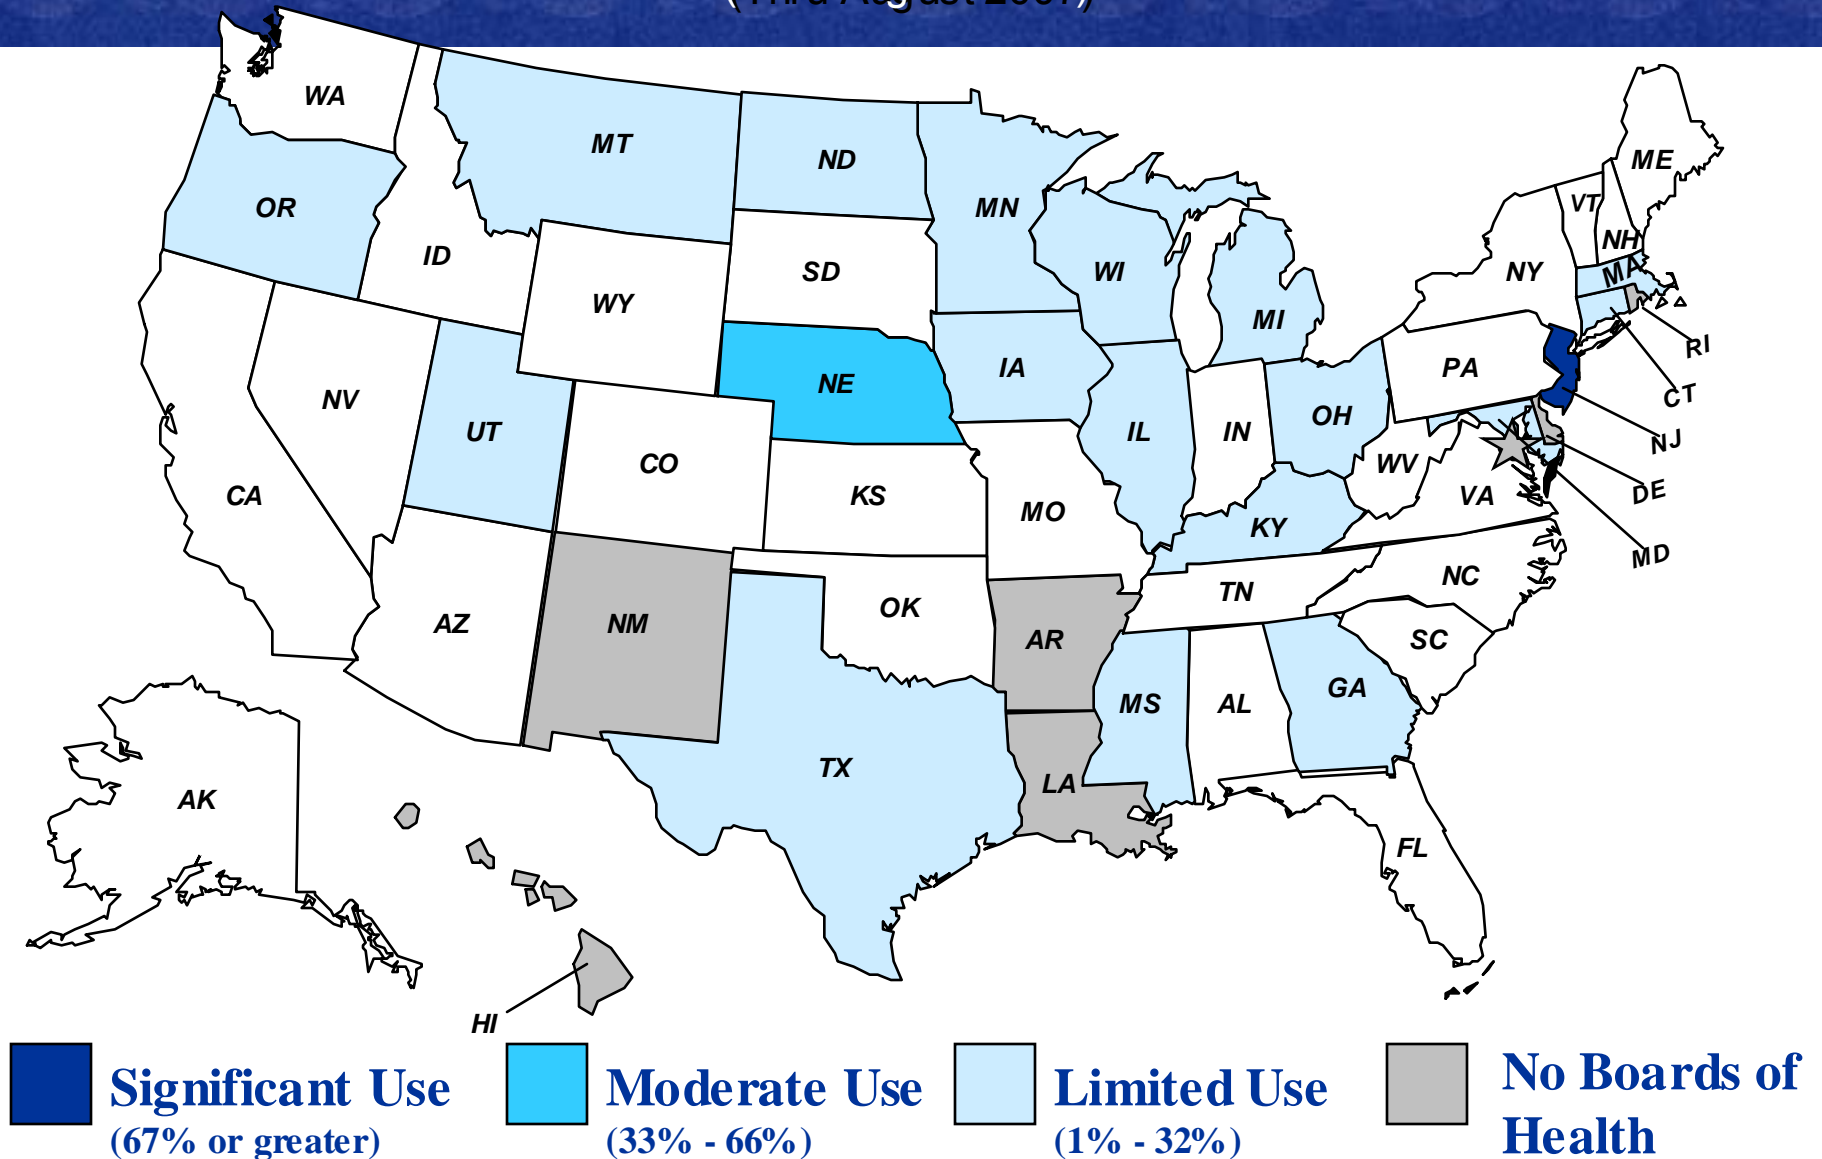 (Thru August 2007)
WA
MT
ND
MN
ME
OR
ID
SD
WI
VT
NH
NY
MA
WY
MI
RI
NE
IA
PA
CT
NV
UT
CO
IL
IN
OH
NJ
CA
KS
MO
WV
VA
DE
KY
MD
AZ
NM
OK
AR
TN
NC
SC
TX
LA
MS
AL
GA
AK
FL
HI
Significant Use
(67% or greater)
Moderate Use
(33% - 66%)
Limited Use
(1% - 32%)
No Boards of
Health